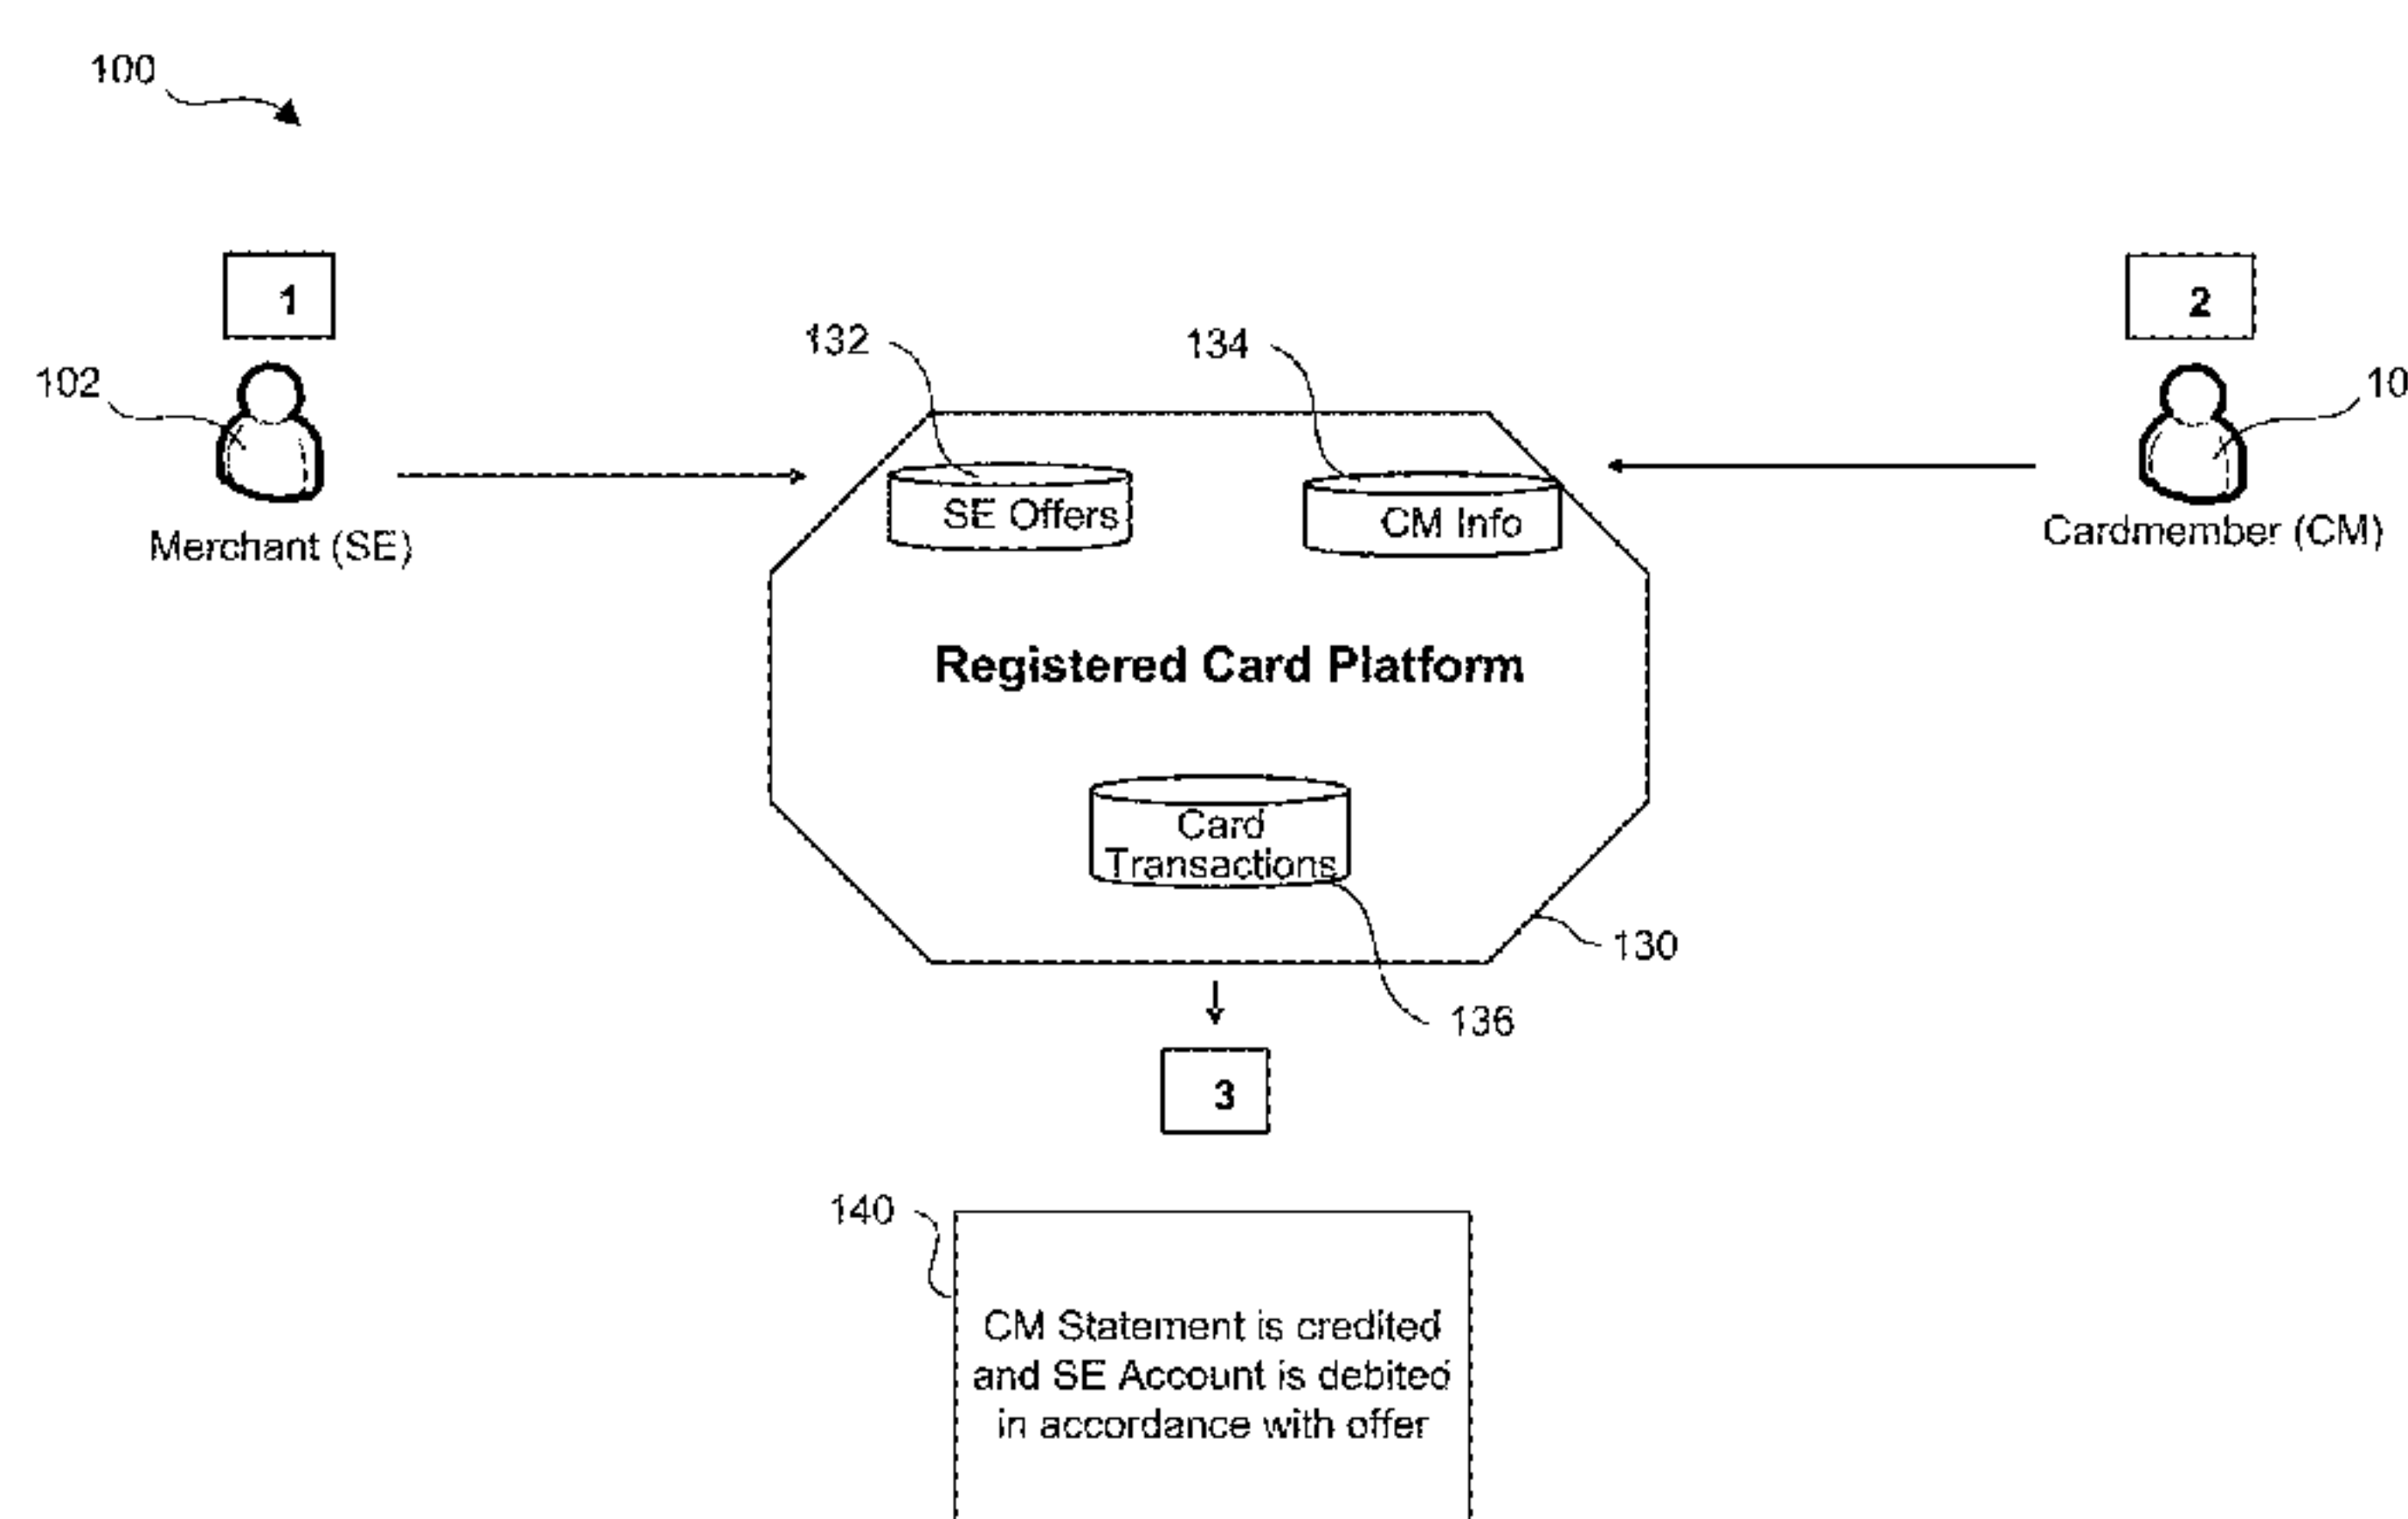 100
1
2
132
134
102
10
SE Offers
CM Info
Merchant (SE)
Cardmember (CM)
Registered Card Platform
Card
Transactions
130
136
3
140
CM Statement is credited
and SE Account is debited
in accordance with offer